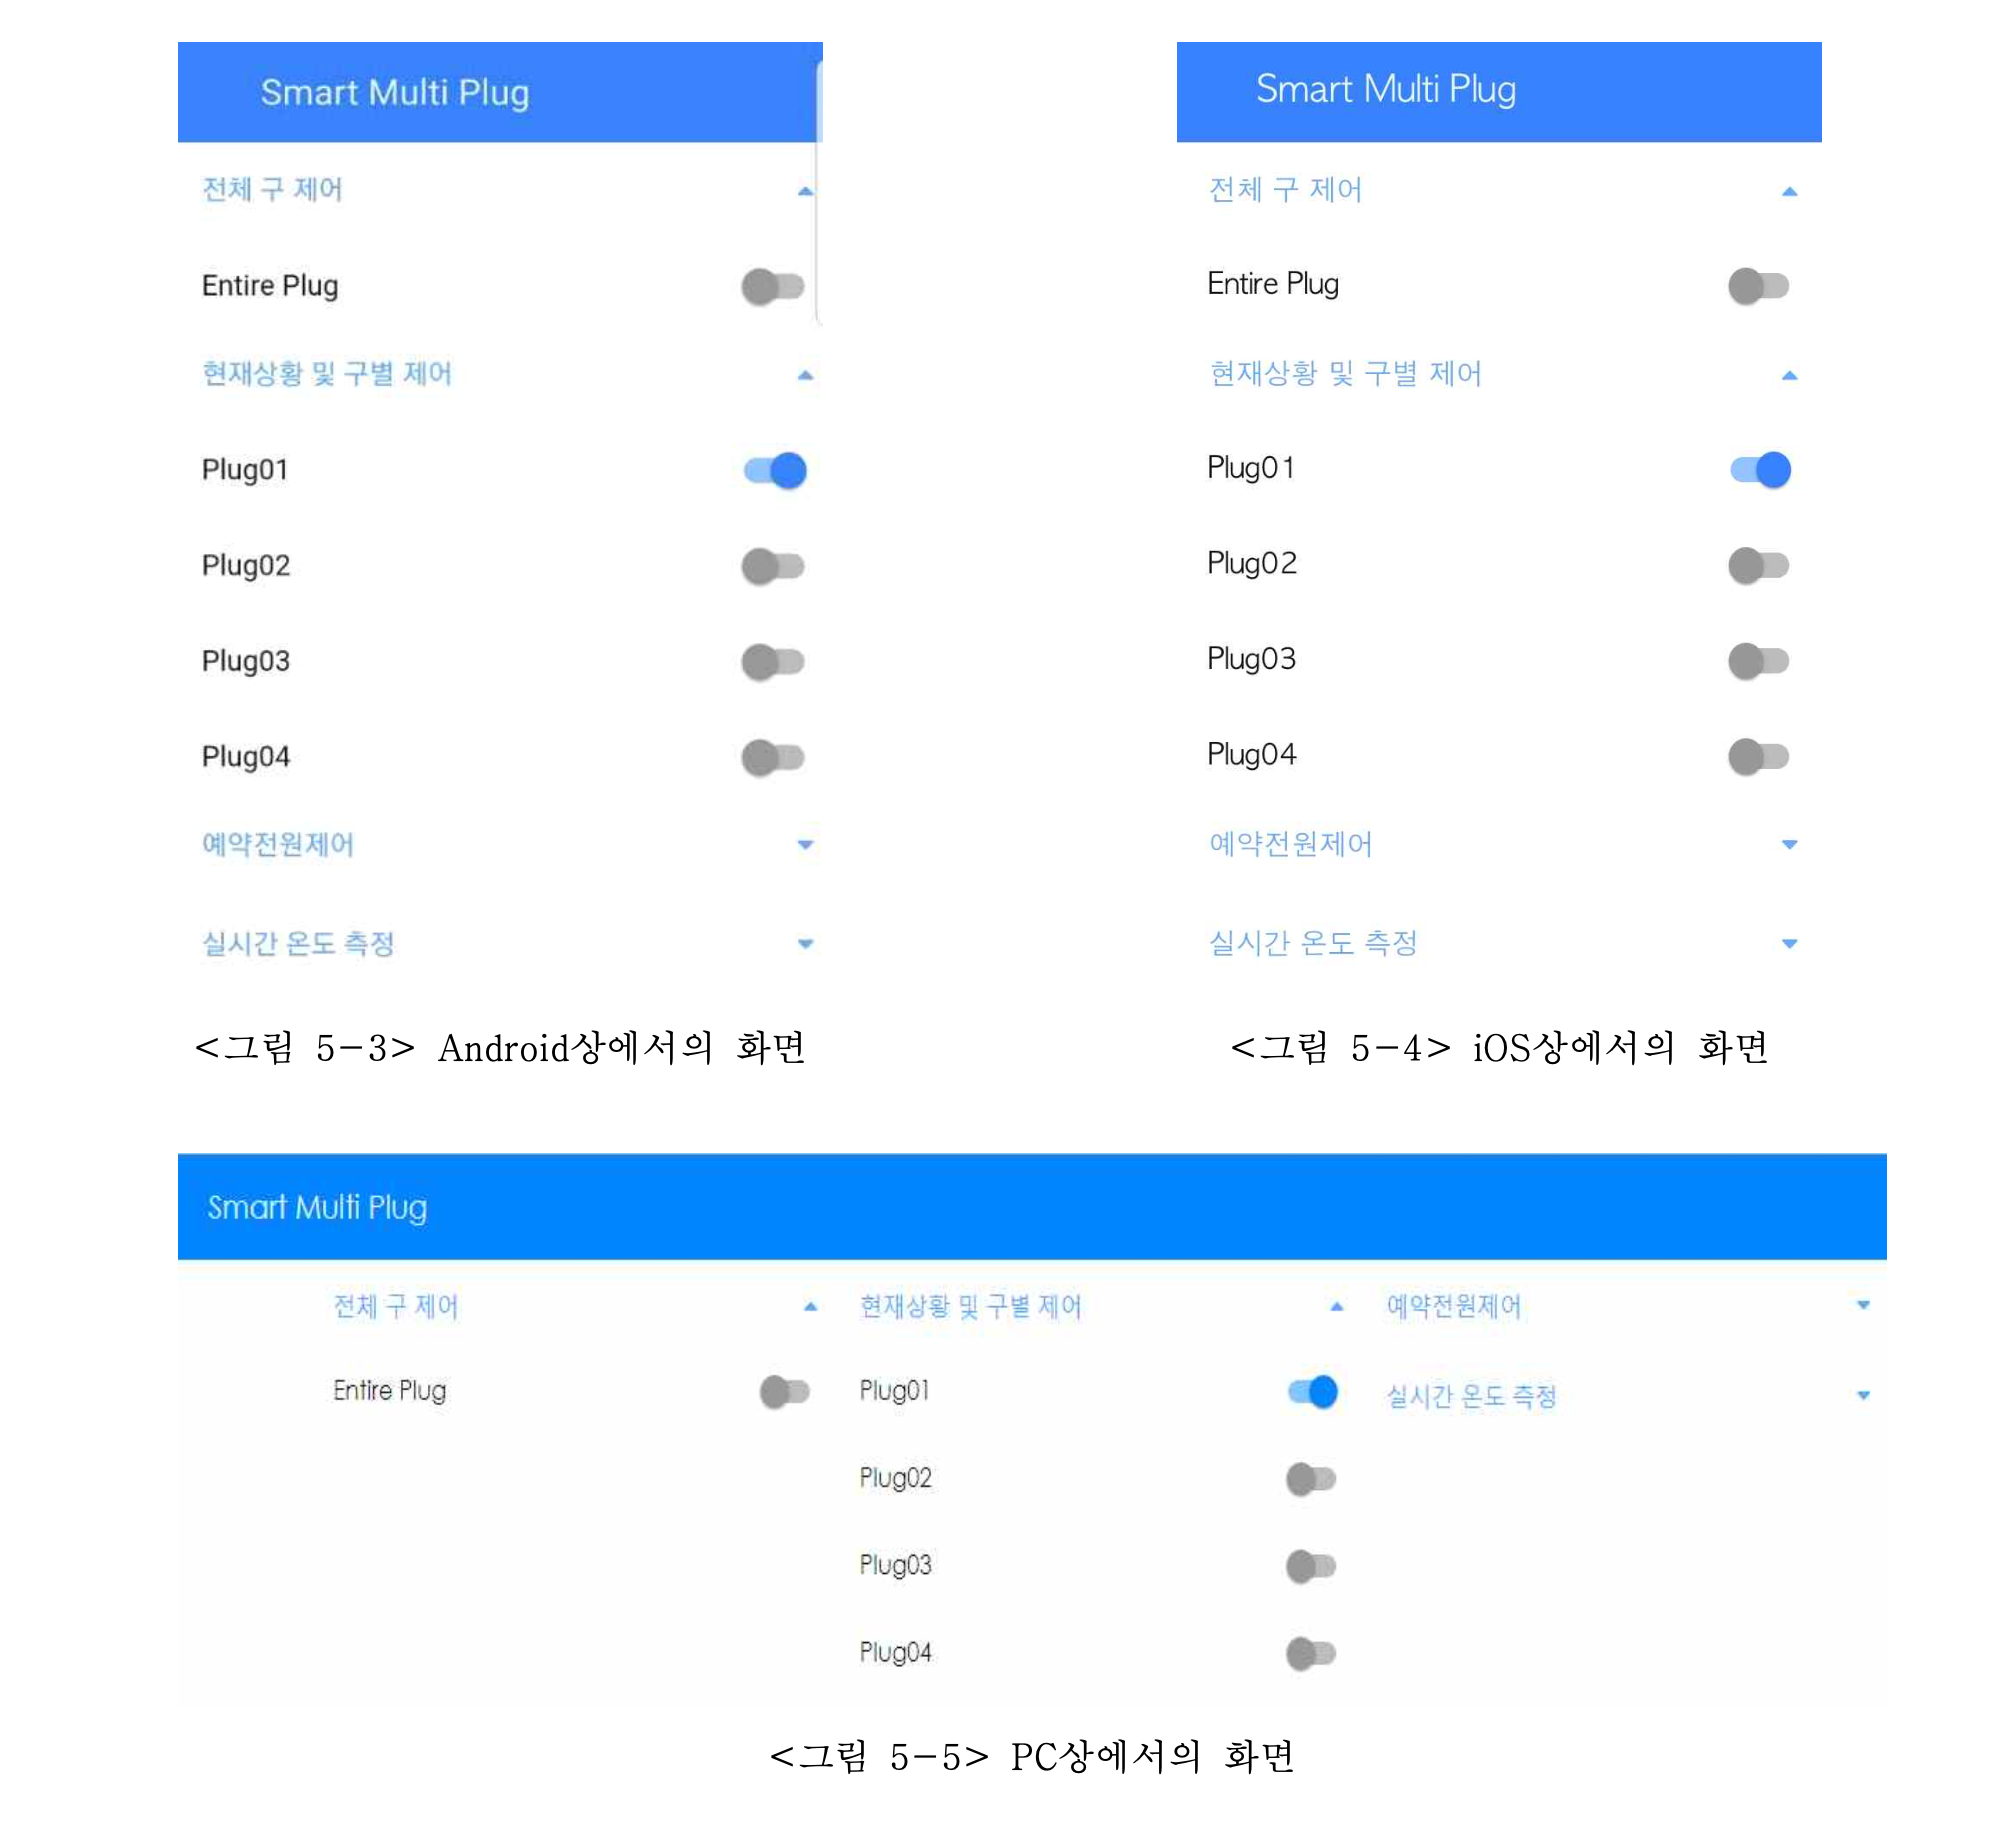 Smart Multi Plug
전체 구 제어
Entire Plug
현재상황 및 구별 제어
Plug01
Plug02
Plug03
Plug04
예약전원제어
실시간 온도 측정
<그림 5-3> Android상에서의 화면
Smart Multi Plug
전체 구 제어
Entire Plug
현재상황 및 구별 제어
Plug01
Plug02
Plug03
Plug04
예약전원제어
실시간 온도 측정
<그림 5-4> iOS상에서의 화면
Smart Multi Plug
전체 구 제어
Entire Plug
현재상황 및 구별 제어
Plug01
Plug02
Plug03
Plug04
예약전원제어
실시간 온도 측정
<그림 5-5> PC상에서의 화면